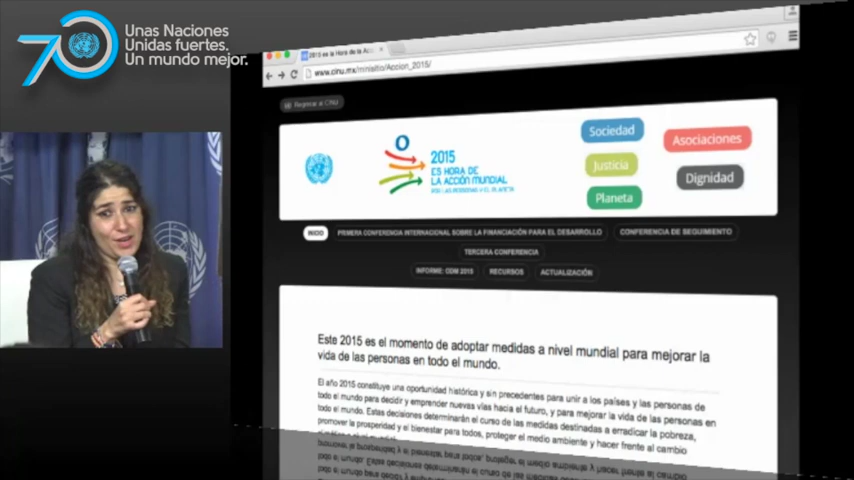 70
Unas Naciones
Unidas fuertes.
Un mundo mejor.
2015 es la Hora de la Acc
www.cinu.mx/minisitio/Accion_2015/
Regresar al CINU
2015
ES HORA DE
LA ACCIÓN MUNDIAL
POR LAS PERSONAS Y EL PLANETA
Sociedad
Asociaciones
Justicia
Dignidad
Planeta
INICIO
PRIMERA CONFERENCIA INTERNACIONAL SOBRE LA FINANCIACIÓN PARA EL DESARROLLO
CONFERENCIA DE SEGUIMIENTO
TERCERA CONFERENCIA
INFORME: ODM 2015
RECURSOS
ACTUALIZACIÓN
Este 2015 es el momento de adoptar medidas a nivel mundial para mejorar la
vida de las personas en todo el mundo.
El año 2015 constituye una oportunidad histórica y sin precedentes para unir a los países y las personas de
todo el mundo para decidir y emprender nuevas vías hacia el futuro, y para mejorar la vida de las personas en
todo el mundo. Estas decisiones determinarán el curso de las medidas destinadas a erradicar la pobreza,
promover la prosperidad y el bienestar para todos, proteger el medio ambiente y hacer frente al cambio